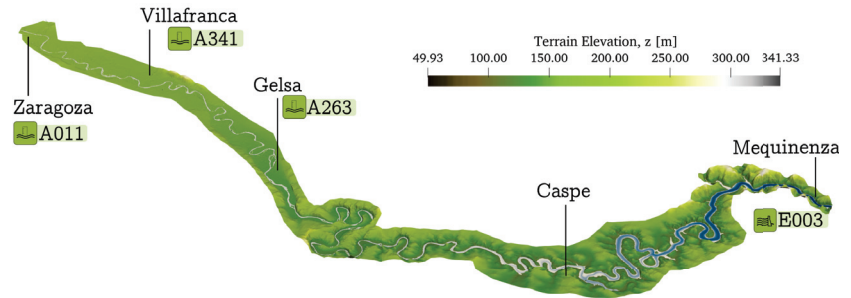 Villafranca
A341
Terrain Elevation, z [m]
49.93 100.00 150.00 200.00 250.00 300.00 341.33
Gelsa
A263
Zaragoza
A011
Mequinenza
Caspe
E003